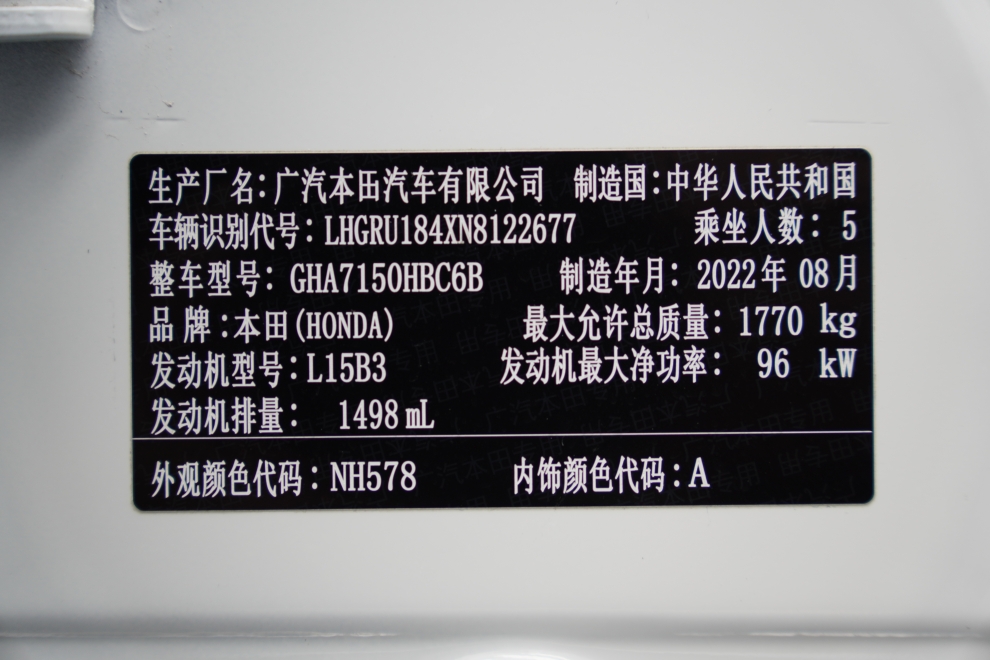 生产厂名：广汽本田汽车有限公司 制造国：中华人民共和国
车辆识别代号：LHGRU184XN8122677 乘坐人数：5
整车型号：GHA7150HBC6B 制造年月：2022年08月
品牌：本田(HONDA) 最大允许总质量：1770 kg
发动机型号：L15B3 发动机最大净功率：96 kW
发动机排量：1498 mL
外观颜色代码：NH578 内饰颜色代码：A